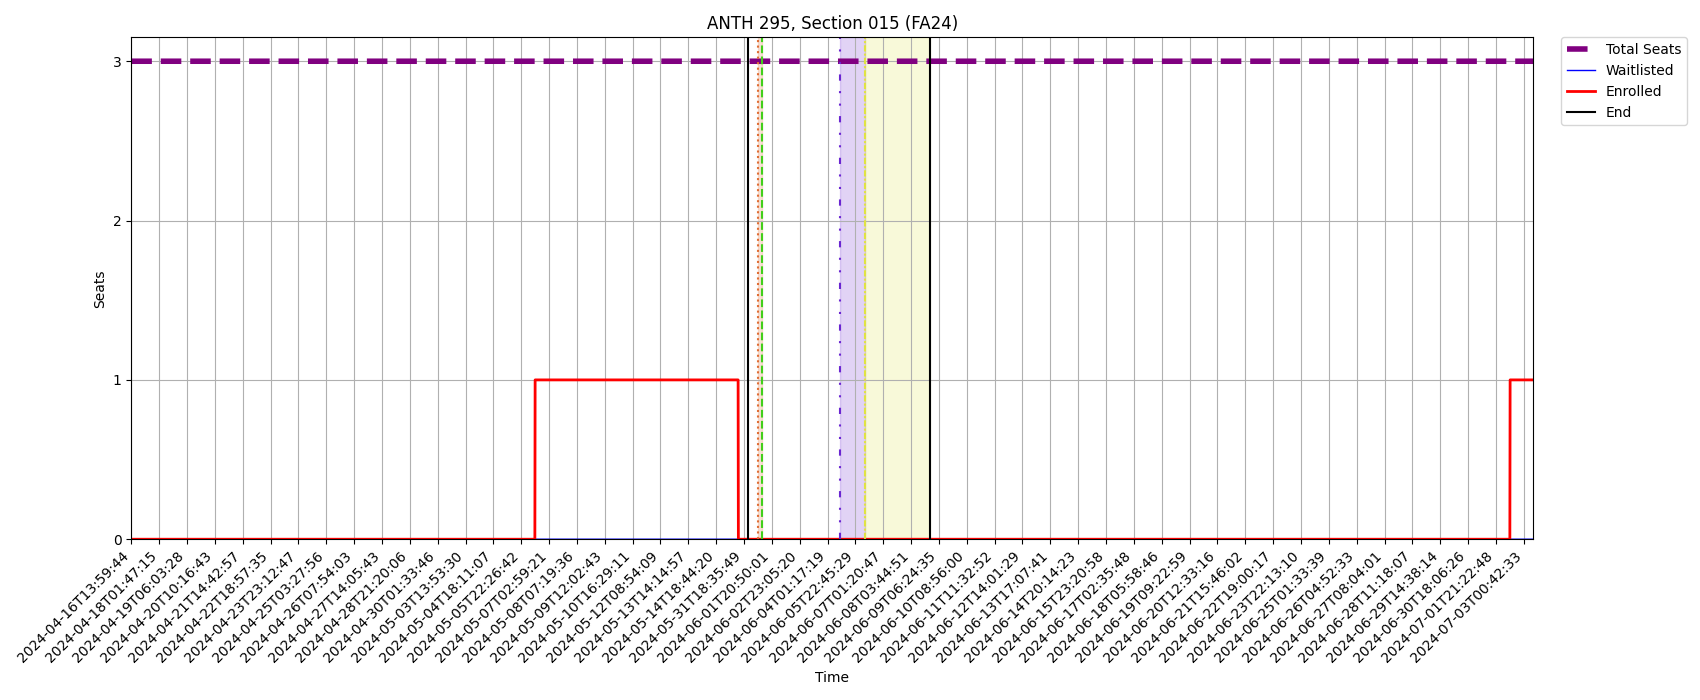 ANTH 295, Section 015 (FA24)
Total Seats
Waitlisted
Enrolled
End
Seats
3
2
1
0
2024-04-16T13:59:44
2024-04-18T01:47:15
2024-04-19T06:03:28
2024-04-20T10:16:43
2024-04-21T14:42:57
2024-04-22T18:57:35
2024-04-23T23:12:47
2024-04-25T03:27:56
2024-04-26T07:54:03
2024-04-27T14:05:43
2024-04-28T21:20:06
2024-04-30T01:33:46
2024-05-03T13:53:30
2024-05-04T18:11:07
2024-05-05T22:26:42
2024-05-07T02:59:21
2024-05-08T07:19:36
2024-05-09T12:02:43
2024-05-10T16:29:11
2024-05-12T08:54:09
2024-05-13T14:14:57
2024-05-14T18:44:20
2024-05-31T18:35:49
2024-06-01T20:50:01
2024-06-02T23:05:20
2024-06-04T01:17:19
2024-06-05T22:45:29
2024-06-07T01:20:47
2024-06-08T03:44:51
2024-06-09T06:24:35
2024-06-10T08:56:00
2024-06-11T11:32:52
2024-06-12T14:01:29
2024-06-13T17:07:41
2024-06-14T20:14:23
2024-06-15T23:20:58
2024-06-17T02:35:48
2024-06-18T05:58:46
2024-06-19T09:22:59
2024-06-20T12:33:16
2024-06-21T15:46:02
2024-06-22T19:00:17
2024-06-23T22:13:10
2024-06-25T01:33:39
2024-06-26T04:52:33
2024-06-27T08:04:01
2024-06-28T11:18:07
2024-06-29T14:38:14
2024-06-30T18:06:26
2024-07-01T21:22:48
2024-07-03T00:42:33
Time